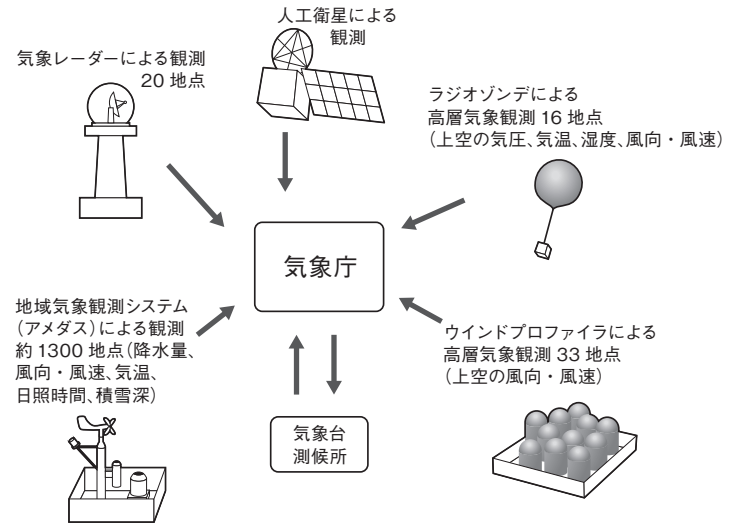 人工衛星による
観測
気象レーダーによる観測
20 地点
ラジオゾンデによる
高層気象観測 16 地点
(上空の気圧、気温、湿度、風向・風速)
気象庁
地域気象観測システム
(アメダス)による観測
約 1300 地点(降水量、
風向・風速、気温、
日照時間、積雪深)
ウインドプロファイラによる
高層気象観測 33 地点
(上空の風向・風速)
気象台
測候所